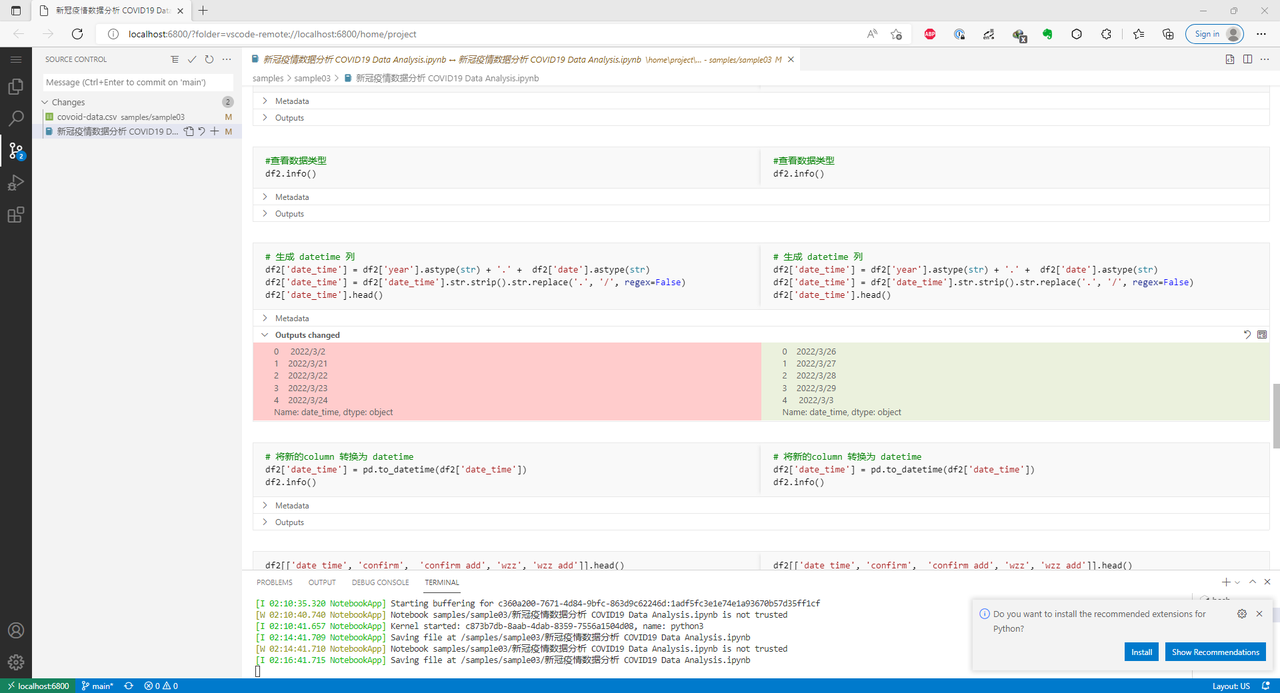 新冠疫情数据分析 COVID19 Dat
localhost:6800/?folder=vscode-remote://localhost:6800/home/project
Sign in
SOURCE CONTROL
Message (Ctrl+Enter to commit on 'main')
Changes
2
covoid-data.csv samples/sample03 M
新冠疫情数据分析 COVID19 D... M
2
新冠疫情数据分析 COVID19 Data Analysis.ipynb ↔ 新冠疫情数据分析 COVID19 Data Analysis.ipynb \home\project\... - samples/sample03 M
samples > sample03 > 新冠疫情数据分析 COVID19 Data Analysis.ipynb
Metadata
Outputs
#查看数据类型
df2.info()
#查看数据类型
df2.info()
Metadata
Outputs
# 生成 datetime 列
df2['date_time'] = df2['year'].astype(str) + '.' + df2['date'].astype(str)
df2['date_time'] = df2['date_time'].str.strip().str.replace('.', '/', regex=False)
df2['date_time'].head()
# 生成 datetime 列
df2['date_time'] = df2['year'].astype(str) + '.' + df2['date'].astype(str)
df2['date_time'] = df2['date_time'].str.strip().str.replace('.', '/', regex=False)
df2['date_time'].head()
Metadata
Outputs changed
0 2022/3/2
1 2022/3/21
2 2022/3/22
3 2022/3/23
4 2022/3/24
Name: date_time, dtype: object
0 2022/3/26
1 2022/3/27
2 2022/3/28
3 2022/3/29
4 2022/3/3
Name: date_time, dtype: object
# 将新的column 转换为 datetime
df2['date_time'] = pd.to_datetime(df2['date_time'])
df2.info()
# 将新的column 转换为 datetime
df2['date_time'] = pd.to_datetime(df2['date_time'])
df2.info()
Metadata
Outputs
df2[['date_time', 'confirm', 'confirm_add', 'wzz', 'wzz_add']].head()
df2[['date_time', 'confirm', 'confirm_add', 'wzz', 'wzz_add']].head()
PROBLEMS OUTPUT DEBUG CONSOLE TERMINAL
[I 02:10:35.320 NotebookApp] Starting buffering for c360a200-7671-4d84-9bfc-863d9c62246d:1adf5fc3e1e74e1a93670b57d35ff1cf
[W 02:10:40.740 NotebookApp] Notebook samples/sample03/新冠疫情数据分析 COVID19 Data Analysis.ipynb is not trusted
[I 02:10:41.657 NotebookApp] Kernel started: c873b7db-8aab-4dab-8359-7556a1504d08, name: python3
[I 02:14:41.709 NotebookApp] Saving file at /samples/sample03/新冠疫情数据分析 COVID19 Data Analysis.ipynb
[W 02:14:41.710 NotebookApp] Notebook samples/sample03/新冠疫情数据分析 COVID19 Data Analysis.ipynb is not trusted
[I 02:16:41.715 NotebookApp] Saving file at /samples/sample03/新冠疫情数据分析 COVID19 Data Analysis.ipynb
Do you want to install the recommended extensions for
Python?
Install
Show Recommendations
localhost:6800 main* 0 0
Layout: US